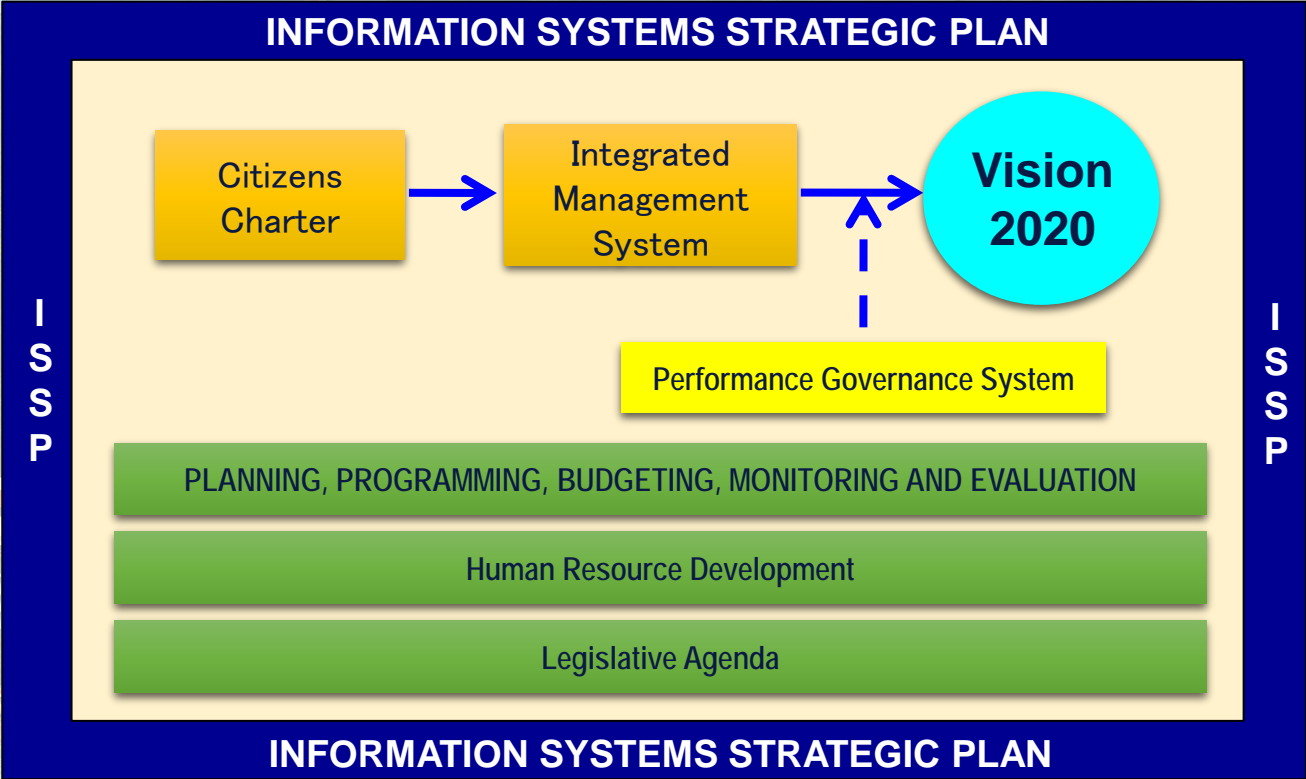 INFORMATION SYSTEMS STRATEGIC PLAN
Citizens
Charter
Integrated
Management
System
Vision
2020
I
S
S
P
I
S
S
P
Performance Governance System
PLANNING, PROGRAMMING, BUDGETING, MONITORING AND EVALUATION
Human Resource Development
Legislative Agenda
INFORMATION SYSTEMS STRATEGIC PLAN